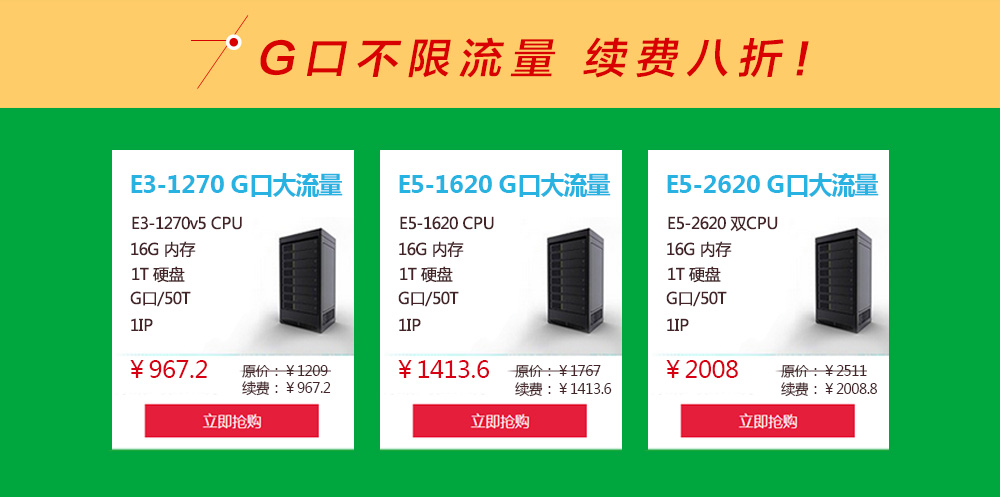 G口不限流量 续费八折!
E3-1270 G口大流量
E3-1270v5 CPU
16G 内存
1T 硬盘
G口/50T
1IP
¥967.2
原价：¥1209
续费：¥967.2
立即抢购
E5-1620 G口大流量
E5-1620 CPU
16G 内存
1T 硬盘
G口/50T
1IP
¥1413.6
原价：¥1767
续费：¥1413.6
立即抢购
E5-2620 G口大流量
E5-2620 双CPU
16G 内存
1T 硬盘
G口/50T
1IP
¥2008
原价：¥2511
续费：¥2008.8
立即抢购